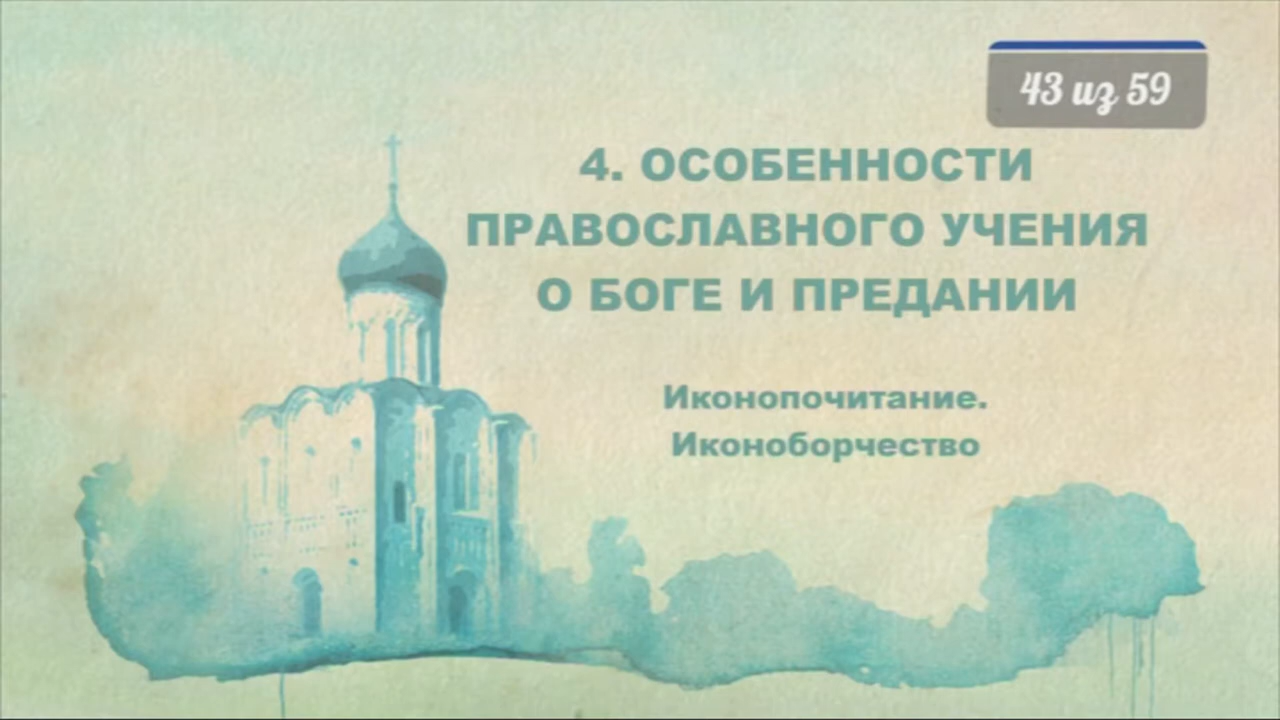 43 из 59
4. ОСОБЕННОСТИ
ПРАВОСЛАВНОГО УЧЕНИЯ
О БОГЕ И ПРЕДАНИИ
Иконопочитание.
Иконоборчество